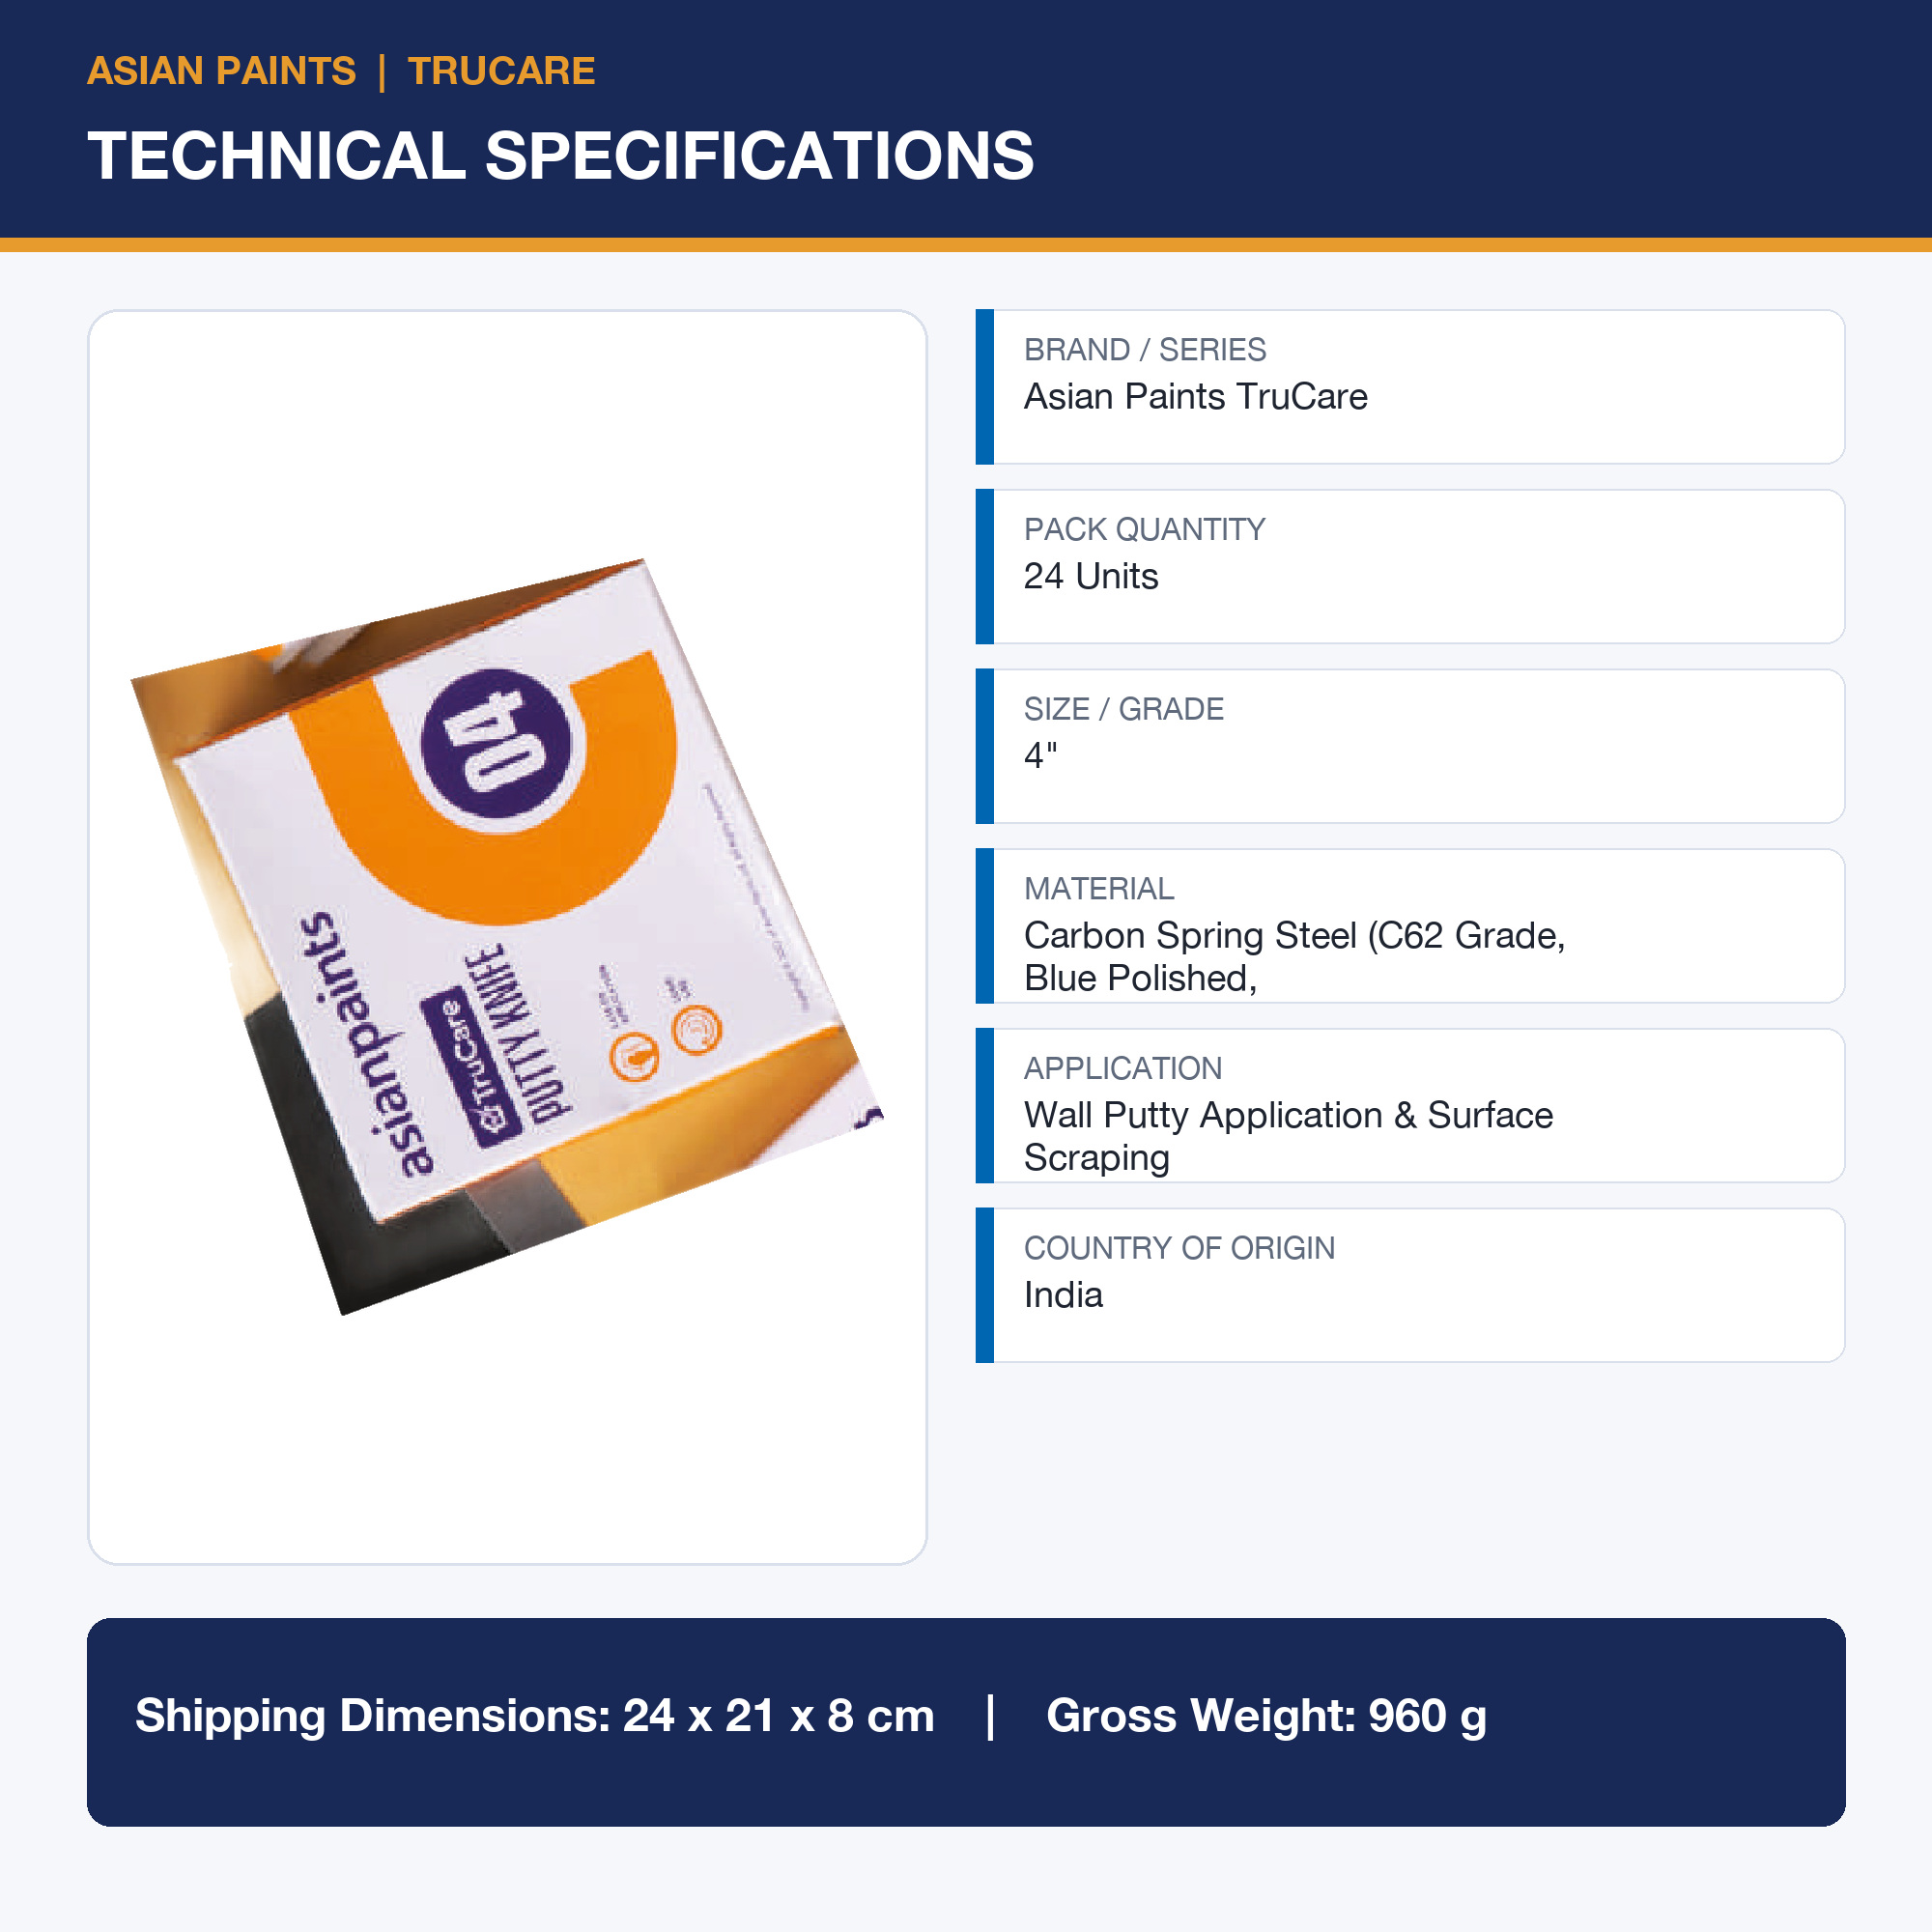 ASIAN PAINTS | TRUCARE
TECHNICAL SPECIFICATIONS
04
asianpaints
TruCare
PUTTY KNIFE
BRAND / SERIES
Asian Paints TruCare
PACK QUANTITY
24 Units
SIZE / GRADE
4"
MATERIAL
Carbon Spring Steel (C62 Grade,
Blue Polished,
APPLICATION
Wall Putty Application & Surface
Scraping
COUNTRY OF ORIGIN
India
Shipping Dimensions: 24 x 21 x 8 cm | Gross Weight: 960 g